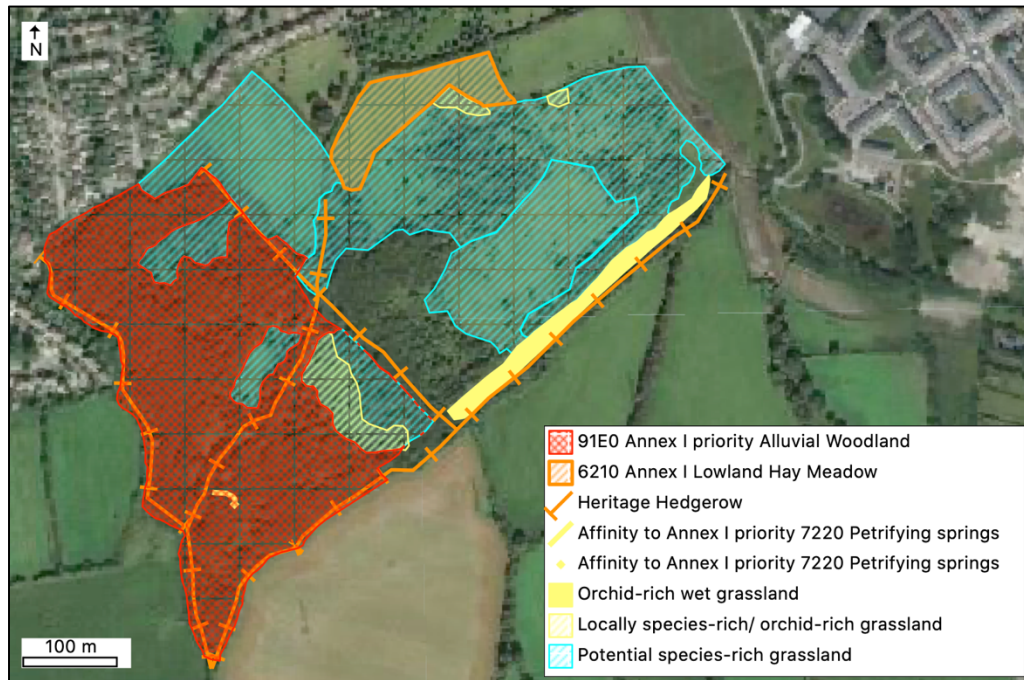 N
91E0 Annex I priority Alluvial Woodland
6210 Annex I Lowland Hay Meadow
Heritage Hedgerow
Affinity to Annex I priority 7220 Petrifying springs
Affinity to Annex I priority 7220 Petrifying springs
Orchid-rich wet grassland
Locally species-rich/ orchid-rich grassland
Potential species-rich grassland
100 m